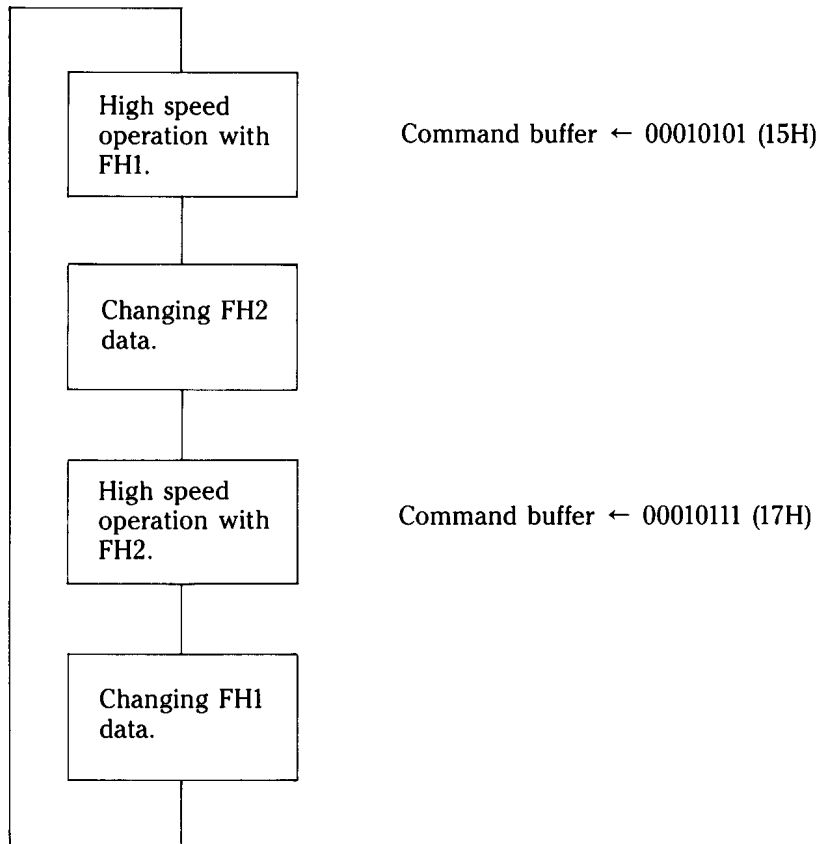 High speed
operation with
FH1.
Command buffer ← 00010101 (15H)
Changing FH2
data.
High speed
operation with
FH2.
Command buffer ← 00010111 (17H)
Changing FH1
data.